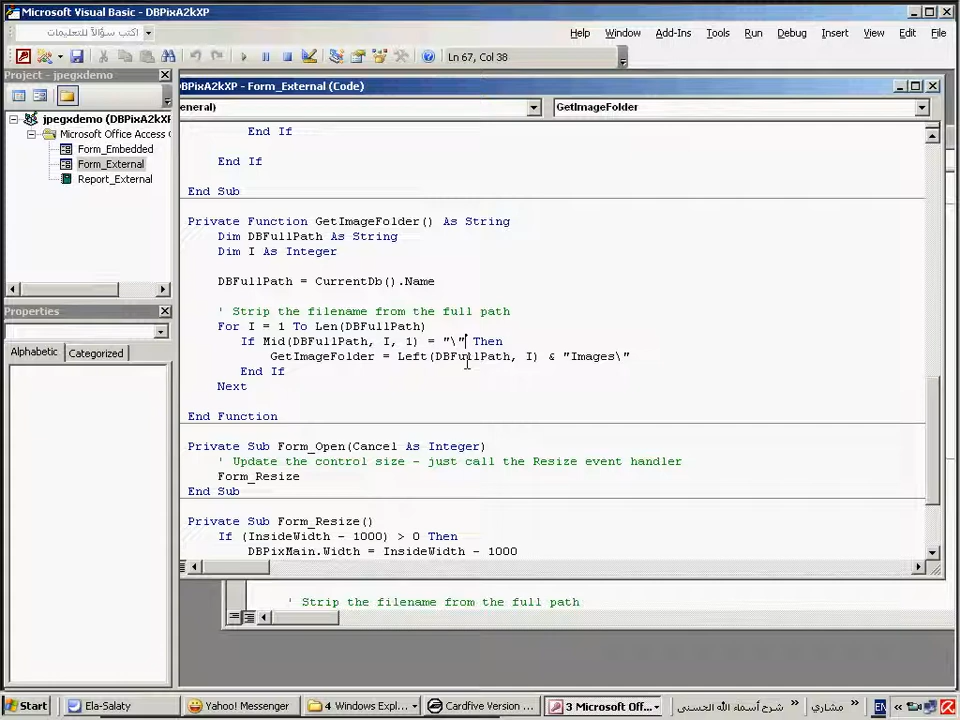 Microsoft Visual Basic - DBPixA2kXP
اكتب سؤالاً للتعليمات
Help Window Add-Ins Tools Run Debug Insert View Edit File
Ln 67, Col 38
Project - jpegxdemo
DBPixA2kXP - Form_External (Code)
eneral)
GetImageFolder
jpegxdemo (DBPixA2kXP
Microsoft Office Access C
Form_Embedded
Form_External
Report_External
Properties
Alphabetic Categorized
End If
End If
End Sub
Private Function GetImageFolder() As String
Dim DBFullPath As String
Dim I As Integer
DBFullPath = CurrentDb().Name
' Strip the filename from the full path
For I = 1 To Len(DBFullPath)
If Mid(DBFullPath, I, 1) = "\" Then
GetImageFolder = Left(DBFullPath, I) & "Images\"
End If
Next
End Function
Private Sub Form_Open(Cancel As Integer)
' Update the control size - just call the Resize event handler
Form_Resize
End Sub
Private Sub Form_Resize()
If (InsideWidth - 1000) > 0 Then
DBPixMain.Width = InsideWidth - 1000
' Strip the filename from the full path
Start
Ela-Salaty
Yahoo! Messenger
4 Windows Expl...
Cardfive Version ...
3 Microsoft Off...
شرح أسماء الله الحسنى
مشاري
EN